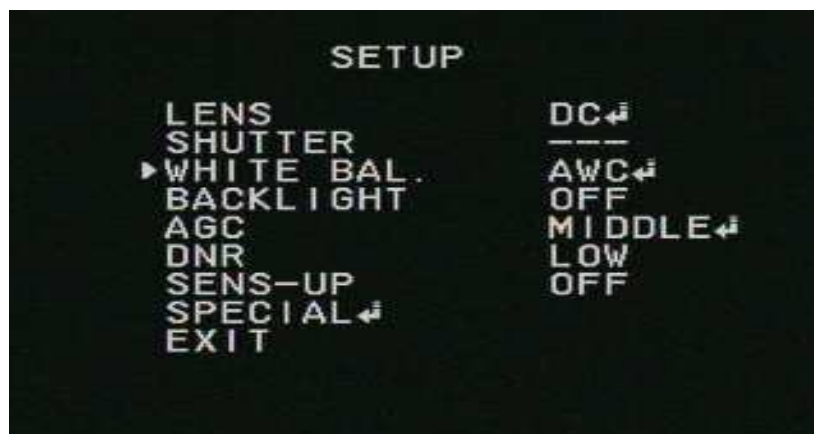 SETUP
LENS DC↲
SHUTTER ---
▶WHITE BAL. AWC↲
BACKLIGHT OFF
AGC MIDDLE↲
DNR LOW
SENS-UP OFF
SPECIAL↲
EXIT